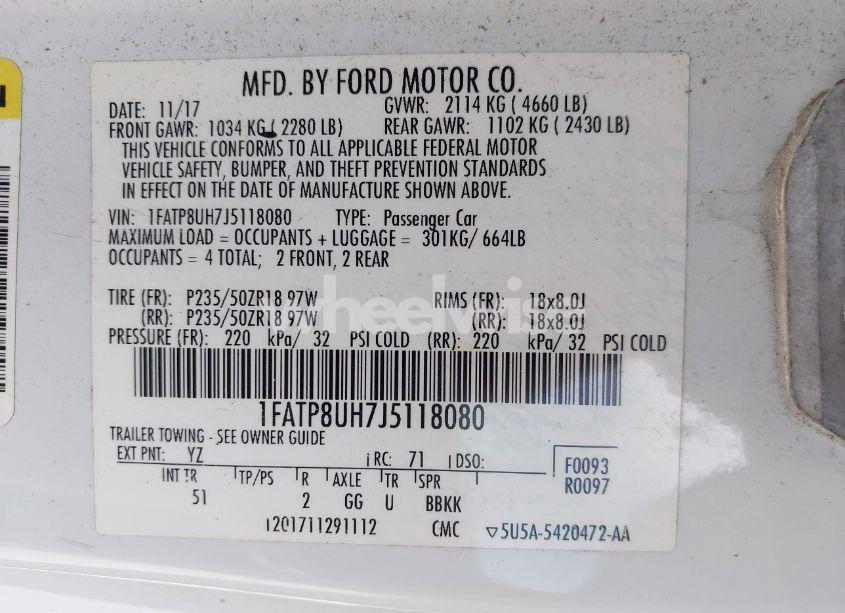 MFD. BY FORD MOTOR CO.
DATE: 11/17 GVWR: 2114 KG ( 4660 LB)
FRONT GAWR: 1034 KG ( 2280 LB) REAR GAWR: 1102 KG ( 2430 LB)
THIS VEHICLE CONFORMS TO ALL APPLICABLE FEDERAL MOTOR
VEHICLE SAFETY, BUMPER, AND THEFT PREVENTION STANDARDS
IN EFFECT ON THE DATE OF MANUFACTURE SHOWN ABOVE.
VIN: 1FATP8UH7J5118080 TYPE: Passenger Car
MAXIMUM LOAD = OCCUPANTS + LUGGAGE = 301KG/ 664LB
OCCUPANTS = 4 TOTAL; 2 FRONT, 2 REAR
TIRE (FR): P235/50ZR18 97W RIMS (FR): 18x8.0J
(RR): P235/50ZR18 97W (RR): 18x8.0J
PRESSURE (FR): 220 kPa/ 32 PSI COLD (RR): 220 kPa/ 32 PSI COLD
1FATP8UH7J5118080
TRAILER TOWING - SEE OWNER GUIDE
EXT PNT: YZ RC: 71 DSO: F0093
R0097
INT TR TP/PS R AXLE TR SPR
51 2 GG U BBKK
201711291112 CMC ▽5U5A-5420472-AA